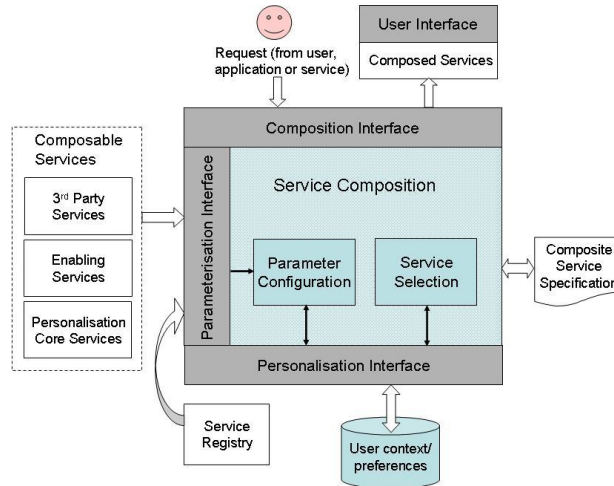 Request (from user,
application or service)
User Interface
Composed Services
Composition Interface
Composable
Services
3rd Party
Services
Enabling
Services
Personalisation
Core Services
Parameterisation Interface
Service Composition
Parameter
Configuration
Service
Selection
Composite
Service
Specification
Personalisation Interface
Service
Registry
User context/
preferences